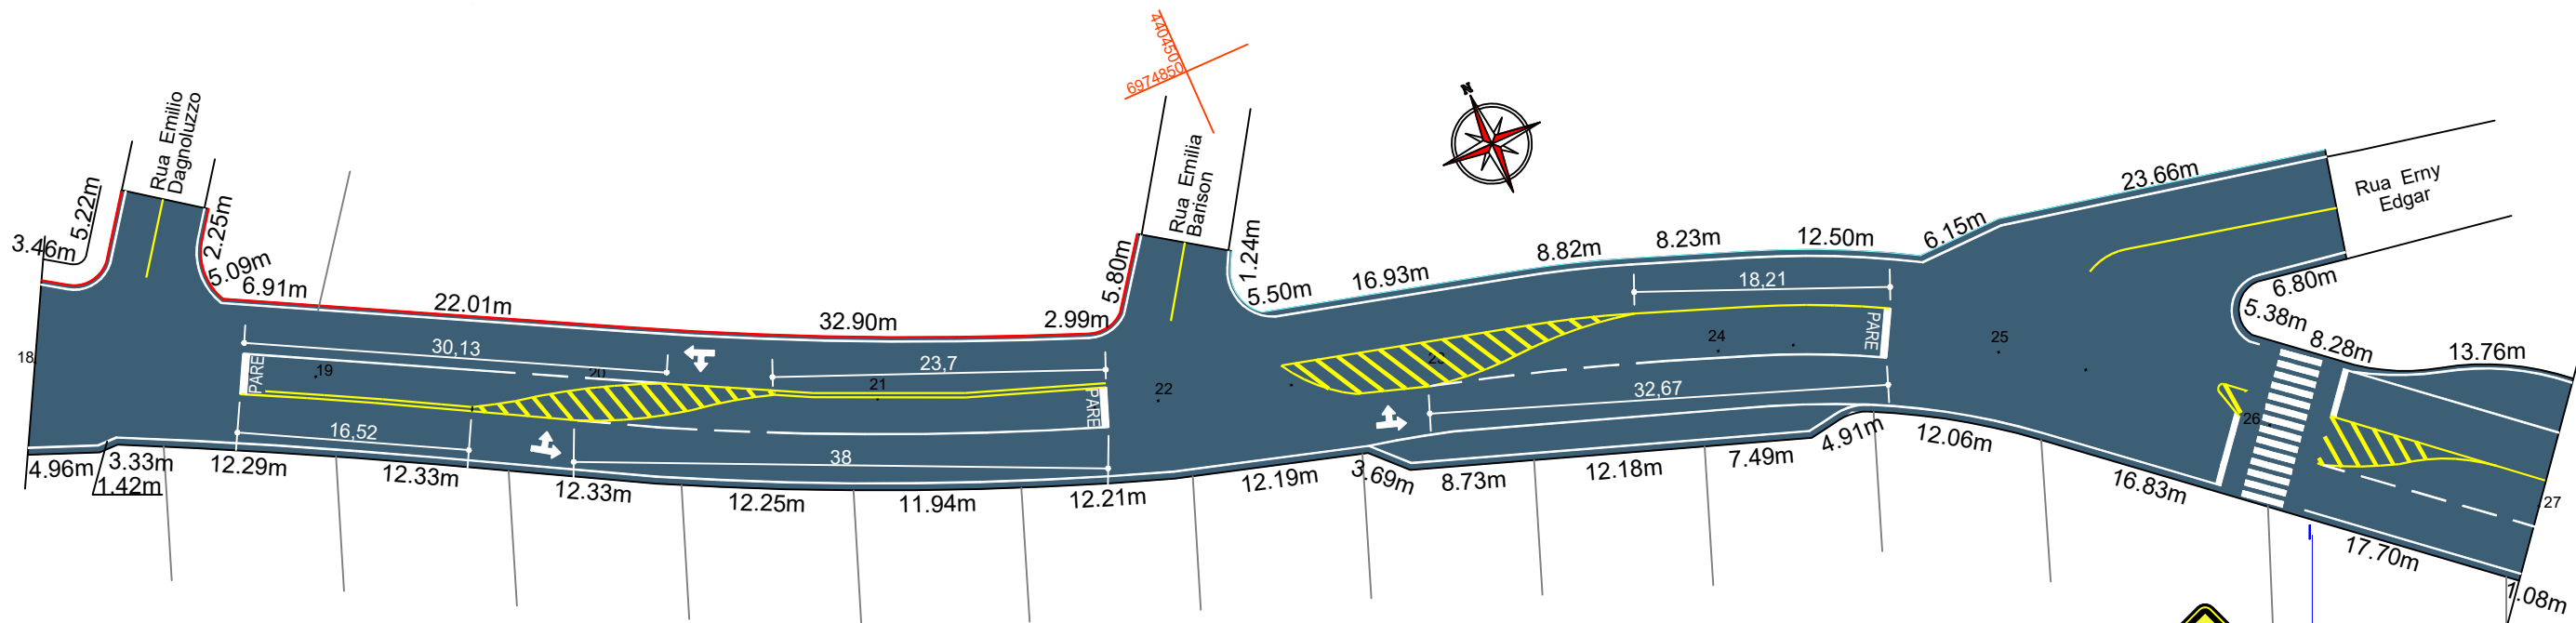 440450
6974850
N
Rua Emilio
Dagnoluzzo
Rua Emilia
Barison
Rua Erny
Edgar
3.46m
5.22m
2.25m
5.09m
6.91m
22.01m
32.90m
2.99m
5.80m
1.24m
5.50m
16.93m
8.82m
8.23m
12.50m
6.15m
23.66m
6.80m
5.38m
8.28m
13.76m
18
19
20
21
22
23
24
25
26
27
30,13
23,7
18,21
16,52
38
32,67
PARE
PARE
PARE
4.96m
3.33m
1.42m
12.29m
12.33m
12.33m
12.25m
11.94m
12.21m
12.19m
3.69m
8.73m
12.18m
7.49m
4.91m
12.06m
16.83m
17.70m
1.08m